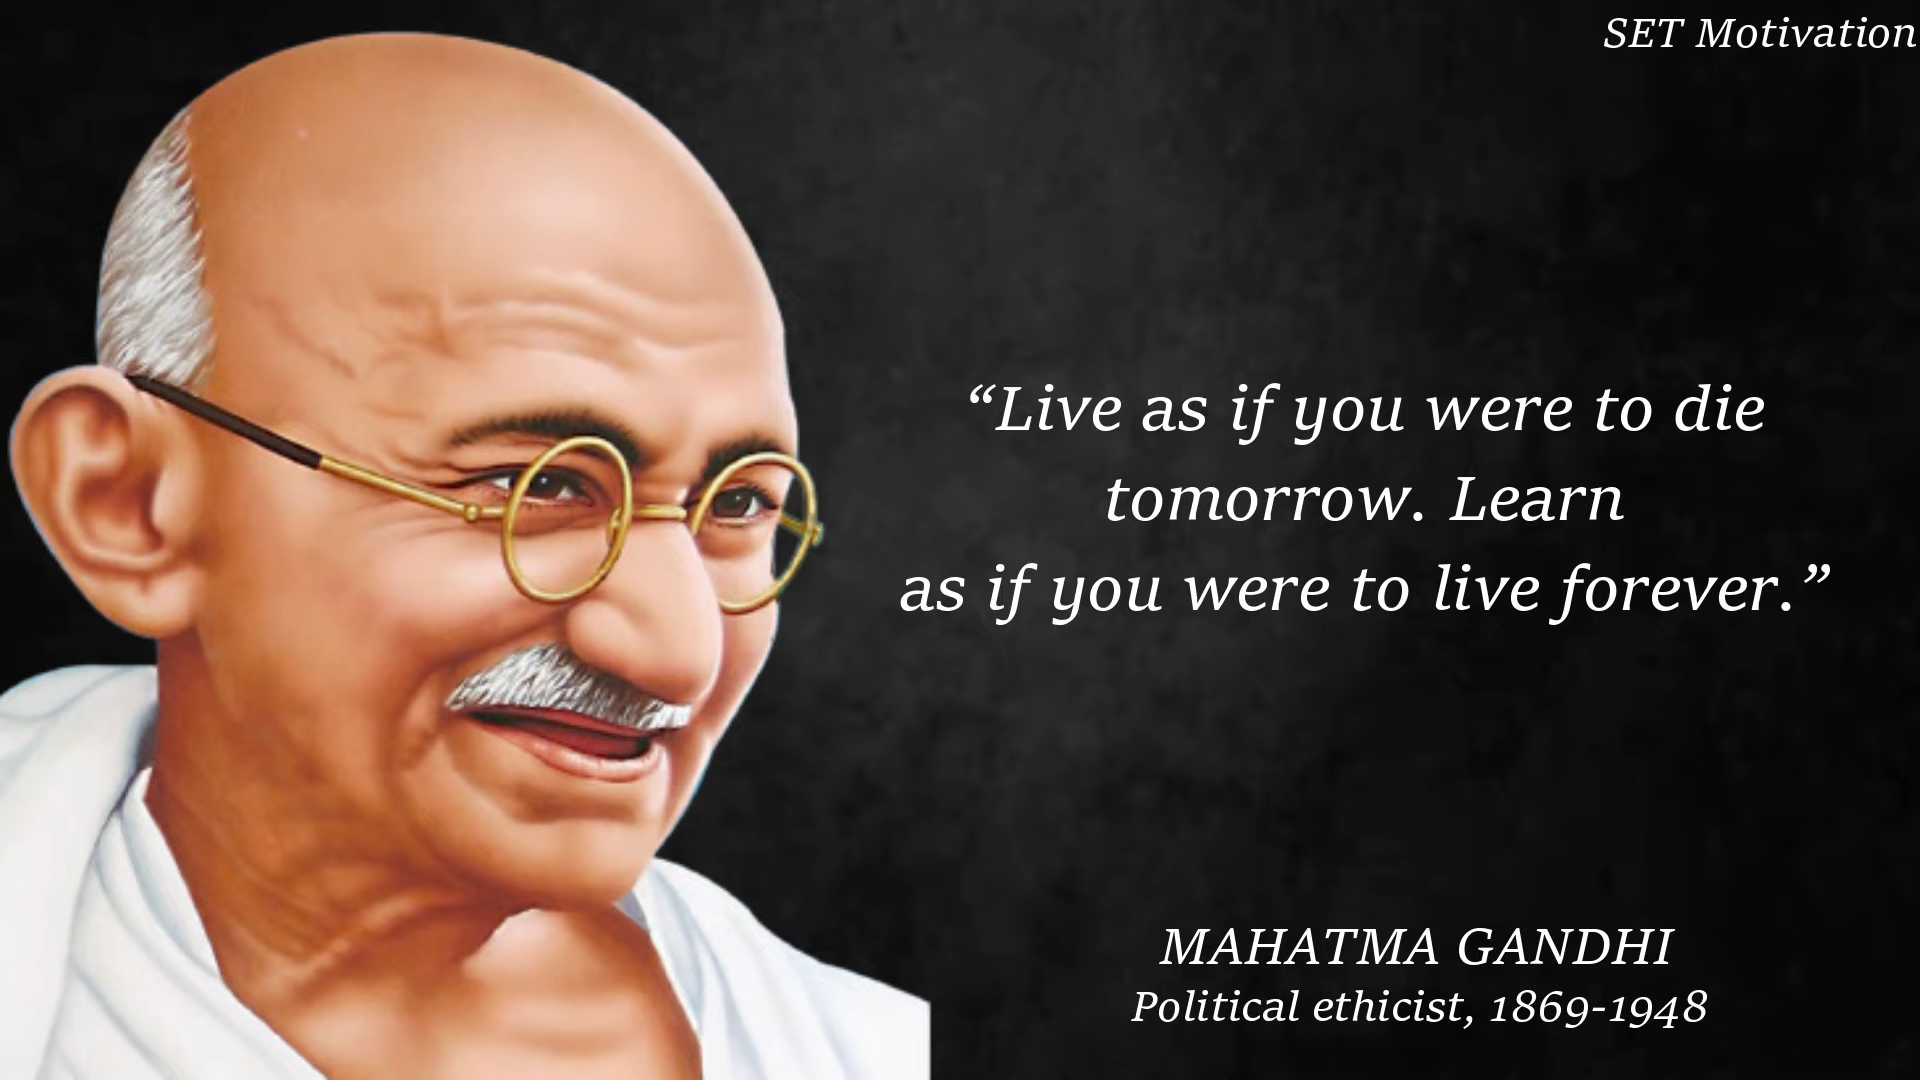 SET Motivation
“Live as if you were to die
tomorrow. Learn
as if you were to live forever.”
MAHATMA GANDHI
Political ethicist, 1869-1948